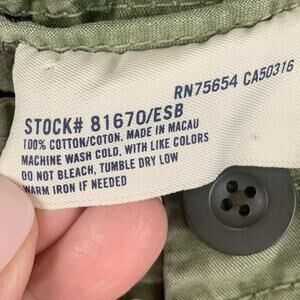 RN75654 CA50316
STOCK# 81670/ESB
100% COTTON/COTON. MADE IN MACAU
MACHINE WASH COLD, WITH LIKE COLORS
DO NOT BLEACH, TUMBLE DRY LOW
WARM IRON IF NEEDED